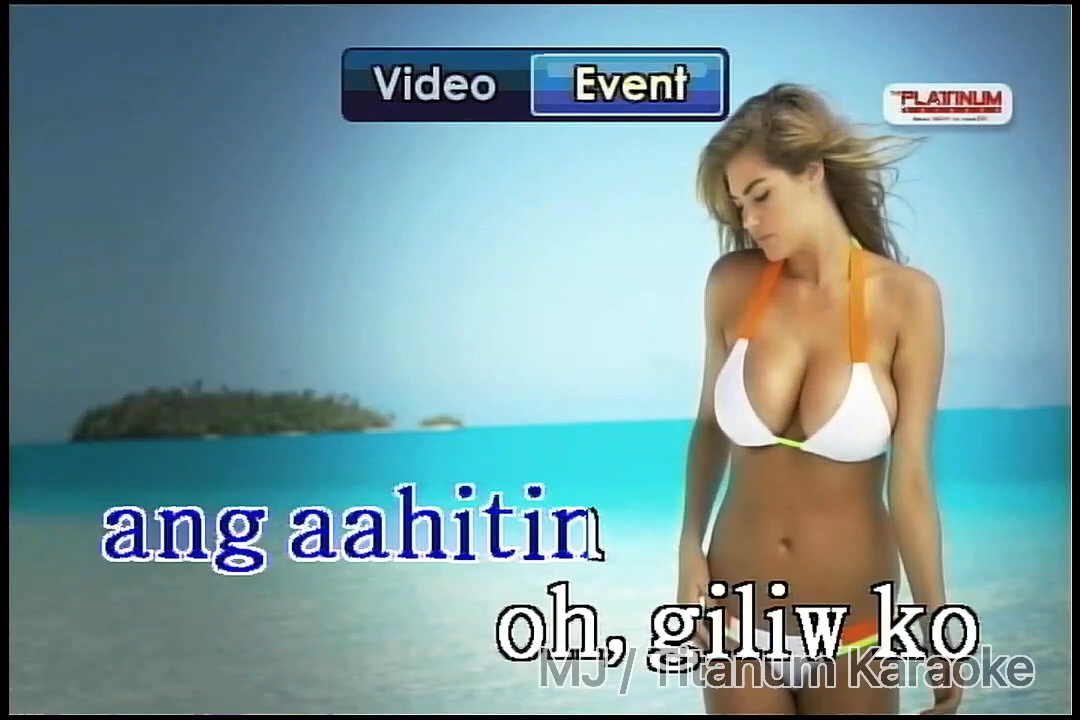 Video Event
PLATINUM
ang aahitin
oh, giliw ko
MJ / Titanum Karaoke